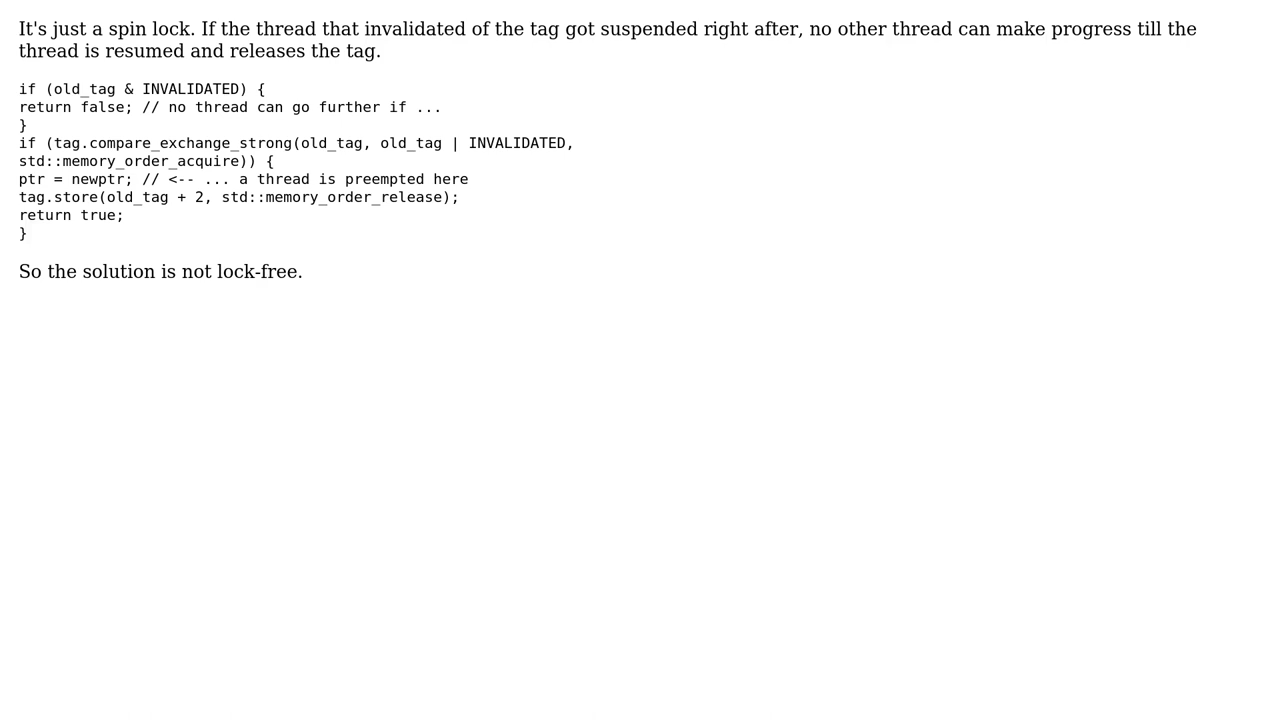 It's just a spin lock. If the thread that invalidated of the tag got suspended right after, no other thread can make progress till the
thread is resumed and releases the tag.
if (old_tag & INVALIDATED) {
return false; // no thread can go further if ...
}
if (tag.compare_exchange_strong(old_tag, old_tag | INVALIDATED,
std::memory_order_acquire)) {
ptr = newptr; // <-- ... a thread is preempted here
tag.store(old_tag + 2, std::memory_order_release);
return true;
}
So the solution is not lock-free.